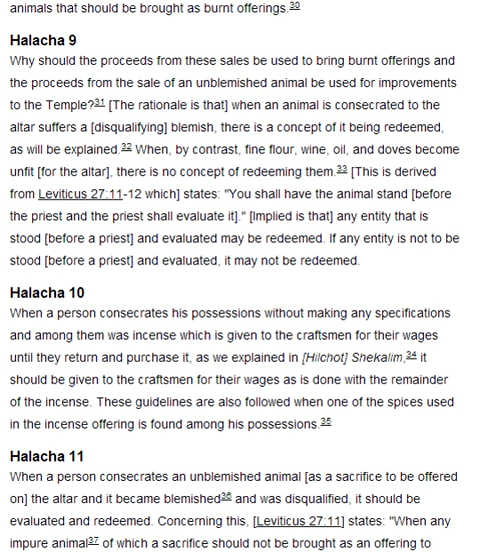 animals that should be brought as burnt offerings.30
Halacha 9
Why should the proceeds from these sales be used to bring burnt offerings and
the proceeds from the sale of an unblemished animal be used for improvements
to the Temple?31 [The rationale is that] when an animal is consecrated to the
altar suffers a [disqualifying] blemish, there is a concept of it being redeemed,
as will be explained.32 When, by contrast, fine flour, wine, oil, and doves become
unfit [for the altar], there is no concept of redeeming them.33 [This is derived
from Leviticus 27:11-12 which] states: "You shall have the animal stand [before
the priest and the priest shall evaluate it]." [Implied is that] any entity that is
stood [before a priest] and evaluated may be redeemed. If any entity is not to be
stood [before a priest] and evaluated, it may not be redeemed.
Halacha 10
When a person consecrates his possessions without making any specifications
and among them was incense which is given to the craftsmen for their wages
until they return and purchase it, as we explained in [Hilchot] Shekalim,34 it
should be given to the craftsmen for their wages as is done with the remainder
of the incense. These guidelines are also followed when one of the spices used
in the incense offering is found among his possessions.35
Halacha 11
When a person consecrates an unblemished animal [as a sacrifice to be offered
on] the altar and it became blemished36 and was disqualified, it should be
evaluated and redeemed. Concerning this, [Leviticus 27:11] states: "When any
impure animal37 of which a sacrifice should not be brought as an offering to